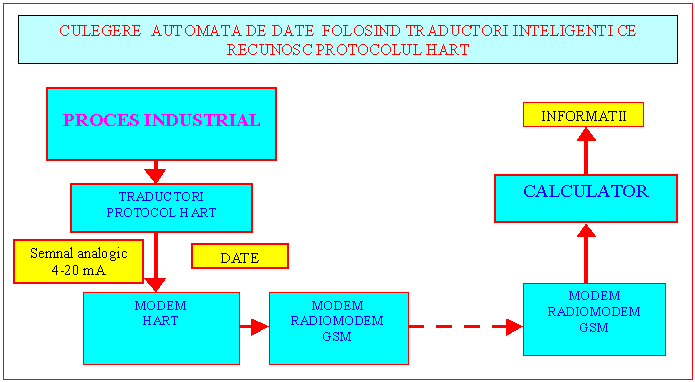 CULEGERE AUTOMATA DE DATE FOLOSIND TRADUCTORI INTELIGENTI CE
RECUNOSC PROTOCOLUL HART
PROCES INDUSTRIAL
INFORMATII
TRADUCTORI
PROTOCOL HART
CALCULATOR
Semnal analogic
4-20 mA
DATE
MODEM
HART
MODEM
RADIOMODEM
GSM
MODEM
RADIOMODEM
GSM